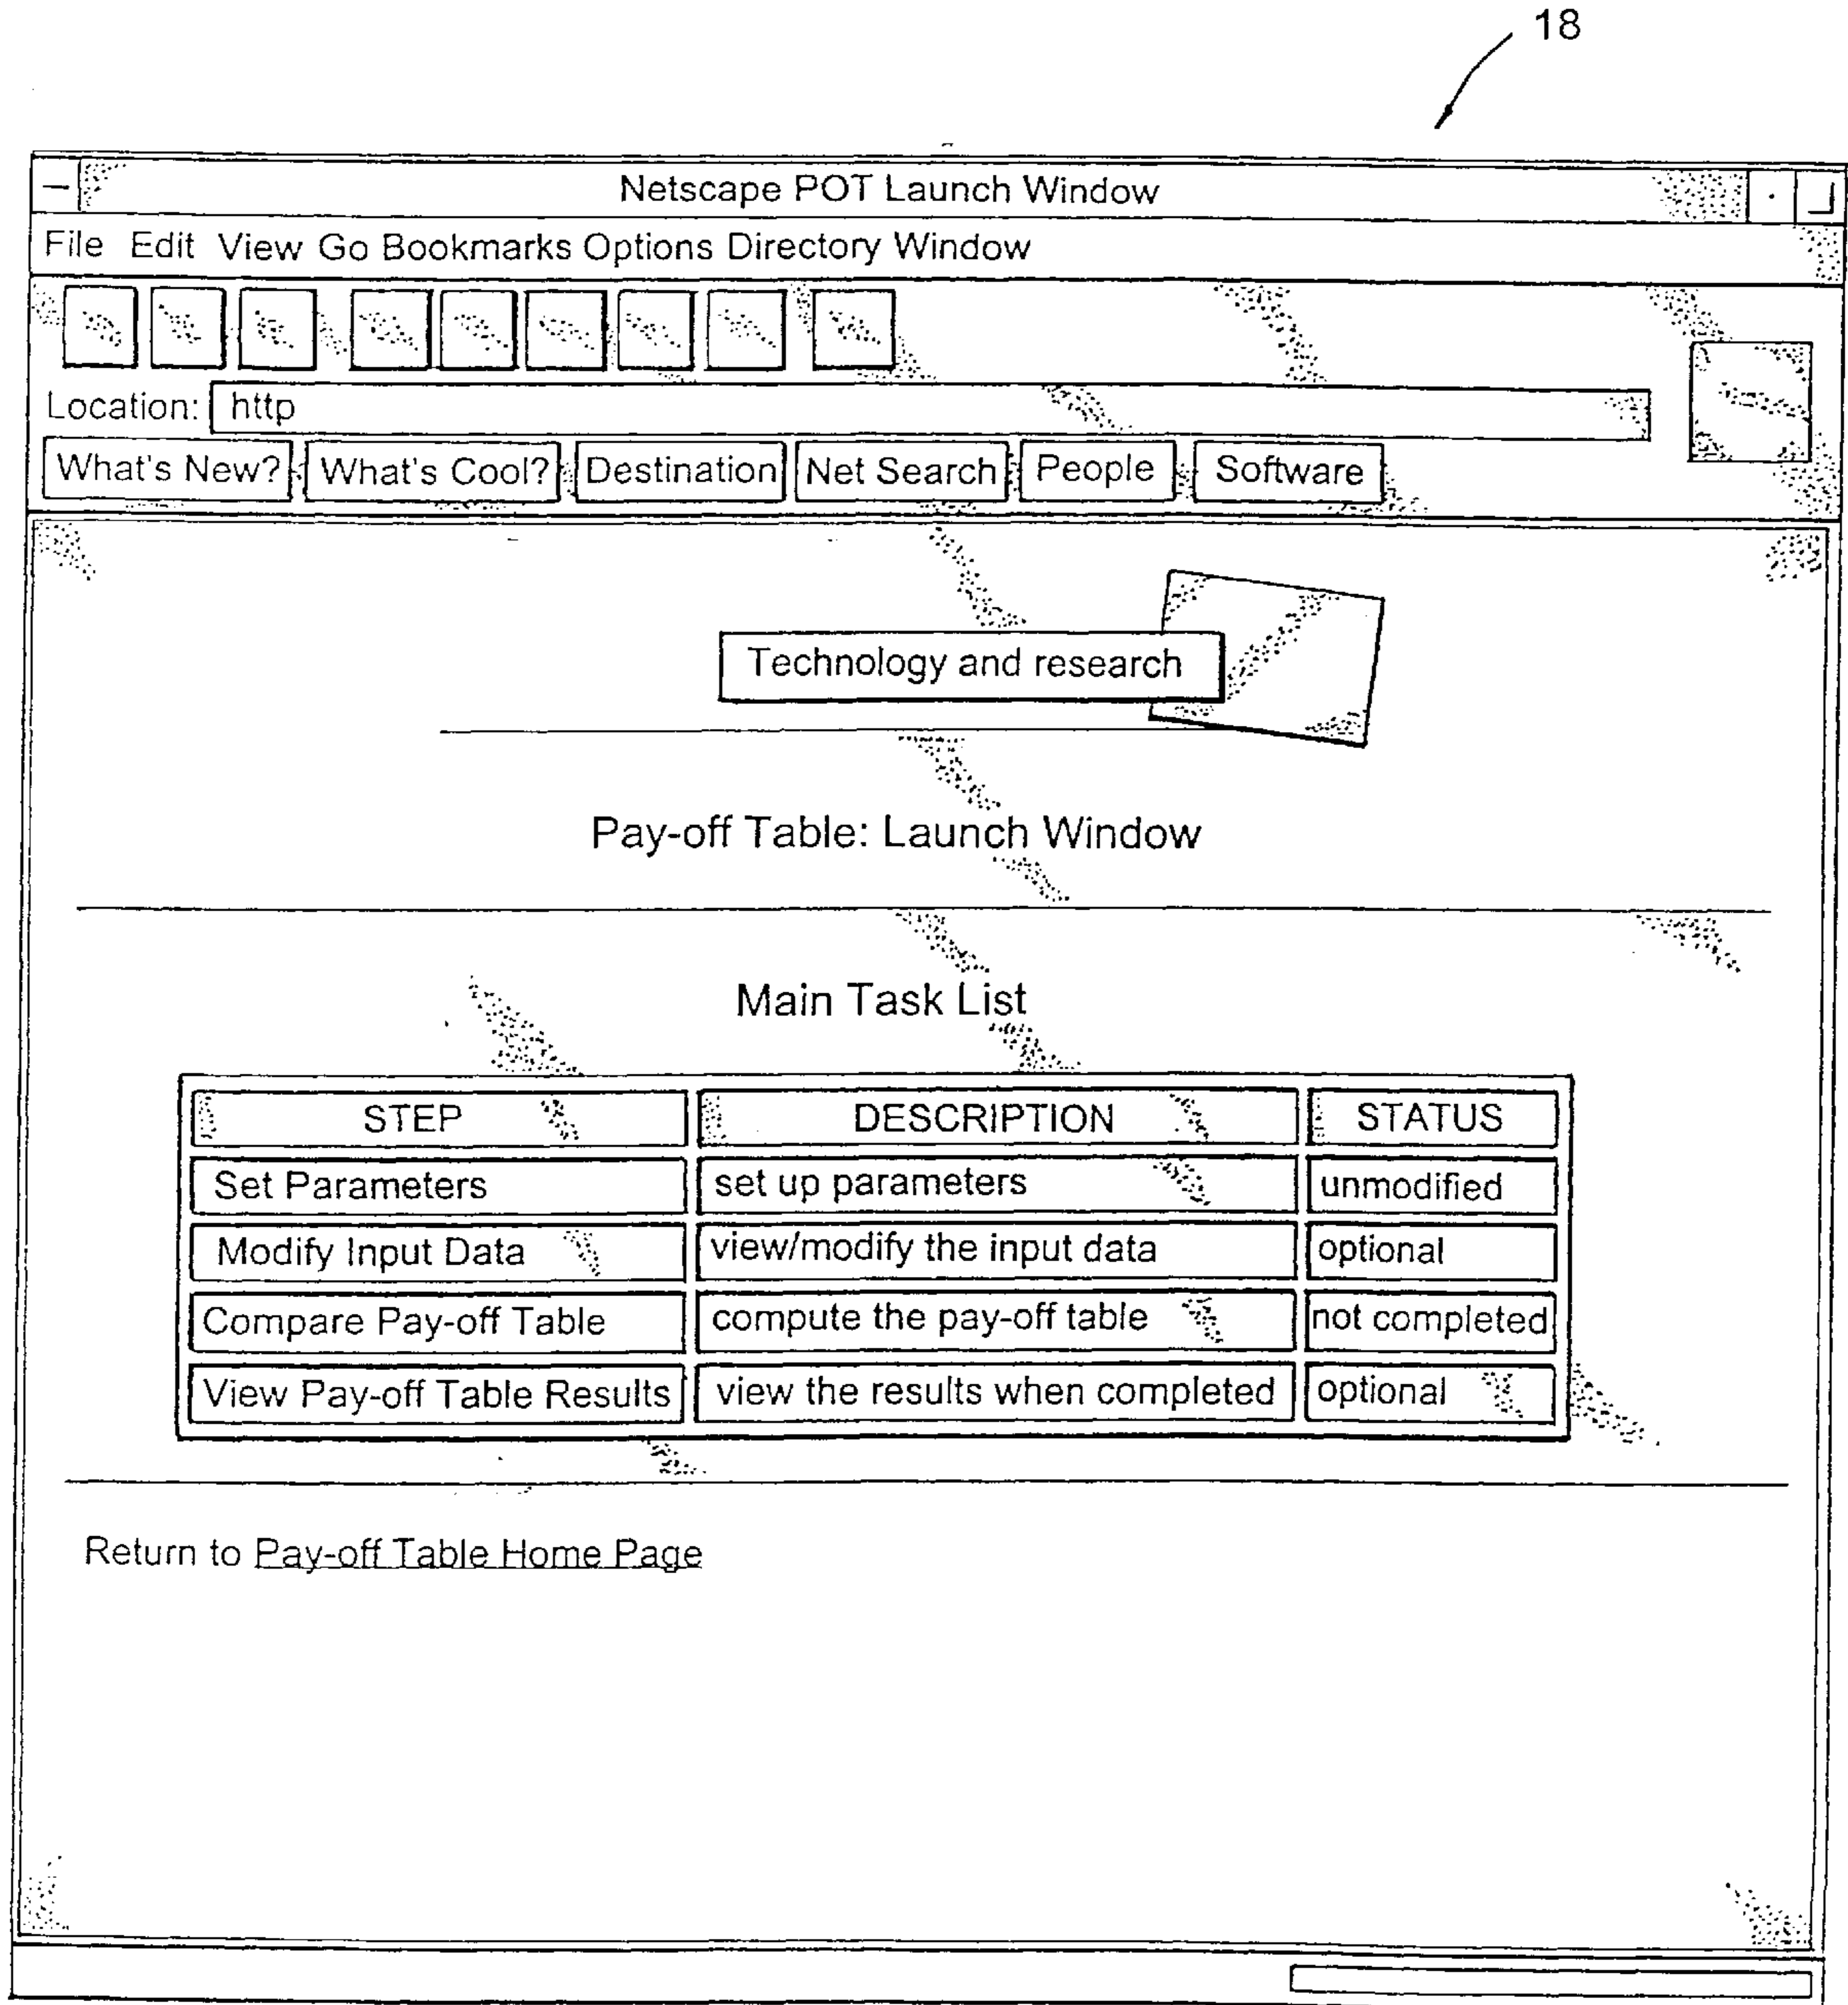 18
Netscape POT Launch Window
File Edit View Go Bookmarks Options Directory Window
Location: http
What's New? What's Cool? Destination Net Search People Software
Technology and research
Pay-off Table: Launch Window
Main Task List
STEP DESCRIPTION STATUS
Set Parameters set up parameters unmodified
Modify Input Data view/modify the input data optional
Compare Pay-off Table compute the pay-off table not completed
View Pay-off Table Results view the results when completed optional
Return to Pay-off Table Home Page